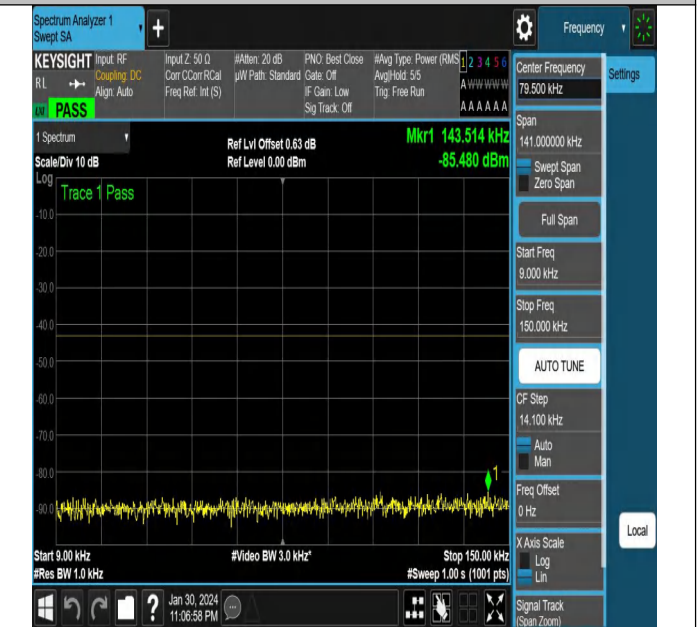 Spectrum Analyzer 1
Swept SA
+
Frequency
KEYSIGHT
RL
PASS
Input: RF
Coupling: DC
Align: Auto
Input Z: 50 Ω
Corr CCorr RCal
Freq Ref: Int (S)
#Atten: 20 dB
µW Path: Standard
PNO: Best Close
Gate: Off
IF Gain: Low
Sig Track: Off
#Avg Type: Power (RMS
Avg|Hold: 5/5
Trig: Free Run
1 2 3 4 5 6
A W W W W W
A A A A A A
1 Spectrum
Scale/Div 10 dB
Log
Ref Lvl Offset 0.63 dB
Ref Level 0.00 dBm
Mkr1 143.514 kHz
-85.480 dBm
Trace 1 Pass
-10.0
-20.0
-30.0
-40.0
-50.0
-60.0
-70.0
-80.0
-90.0
1
Start 9.00 kHz
#Res BW 1.0 kHz
#Video BW 3.0 kHz*
Stop 150.00 kHz
#Sweep 1.00 s (1001 pts)
?
Jan 30, 2024
11:06:58 PM
Center Frequency
79.500 kHz
Span
141.000000 kHz
Swept Span
Zero Span
Full Span
Start Freq
9.000 kHz
Stop Freq
150.000 kHz
AUTO TUNE
CF Step
14.100 kHz
Auto
Man
Freq Offset
0 Hz
X Axis Scale
Log
Lin
Signal Track
(Span Zoom)
Settings
Local